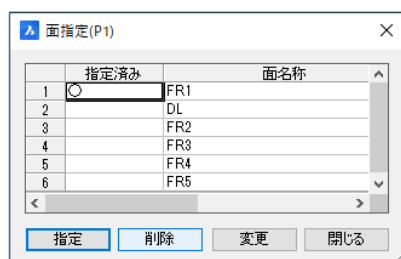 面指定(P1)
指定済み 面名称
1 ○ FR1
2 DL
3 FR2
4 FR3
5 FR4
6 FR5
指定 削除 変更 閉じる